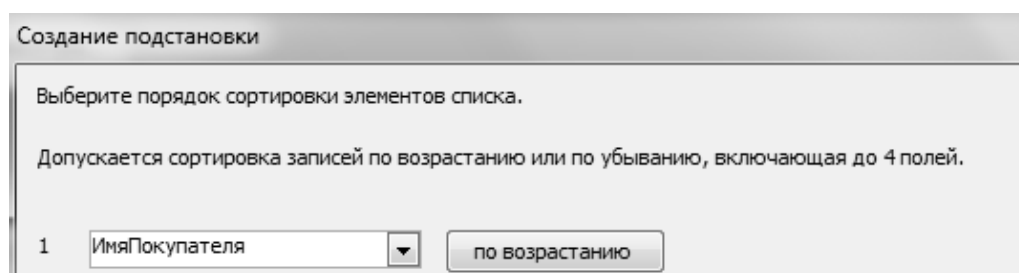 Создание подстановки
Выберите порядок сортировки элементов списка.
Допускается сортировка записей по возрастанию или по убыванию, включающая до 4 полей.
1 ИмяПокупателя по возрастанию